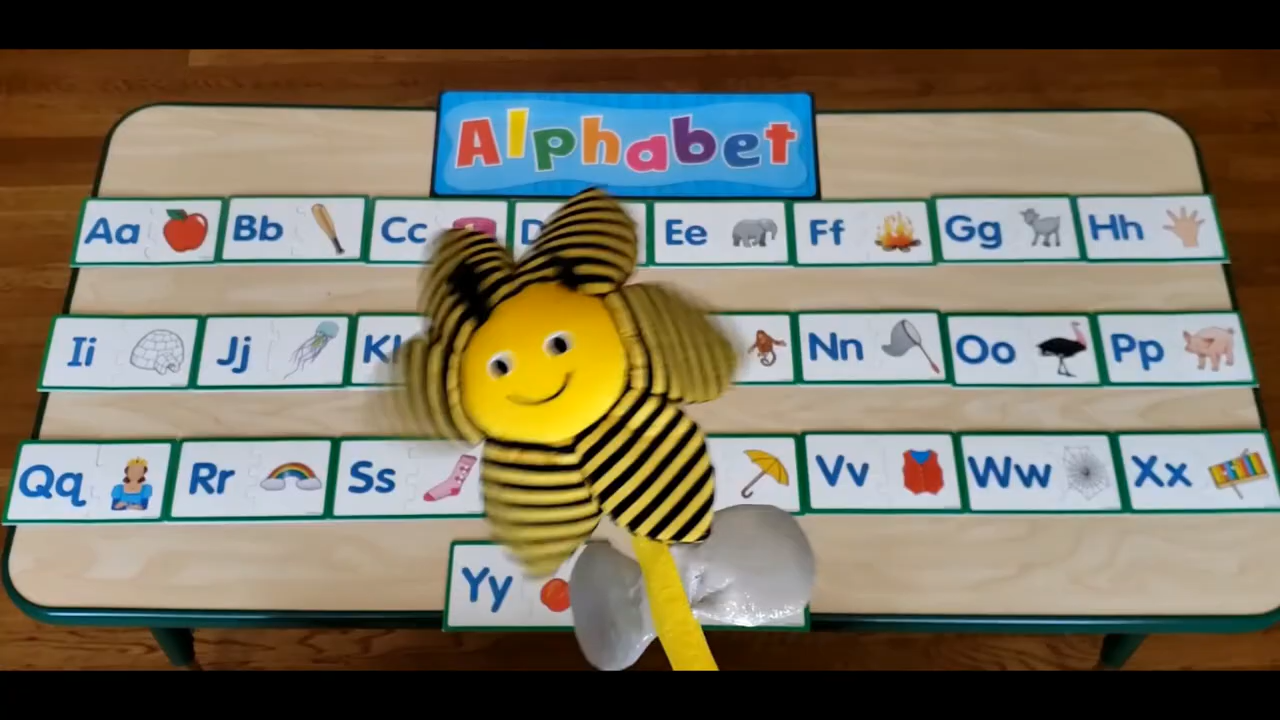 Alphabet
Aa Bb Cc D Ee Ff Gg Hh
Ii Jj K Nn Oo Pp
Qq Rr Ss Vv Ww Xx
Yy